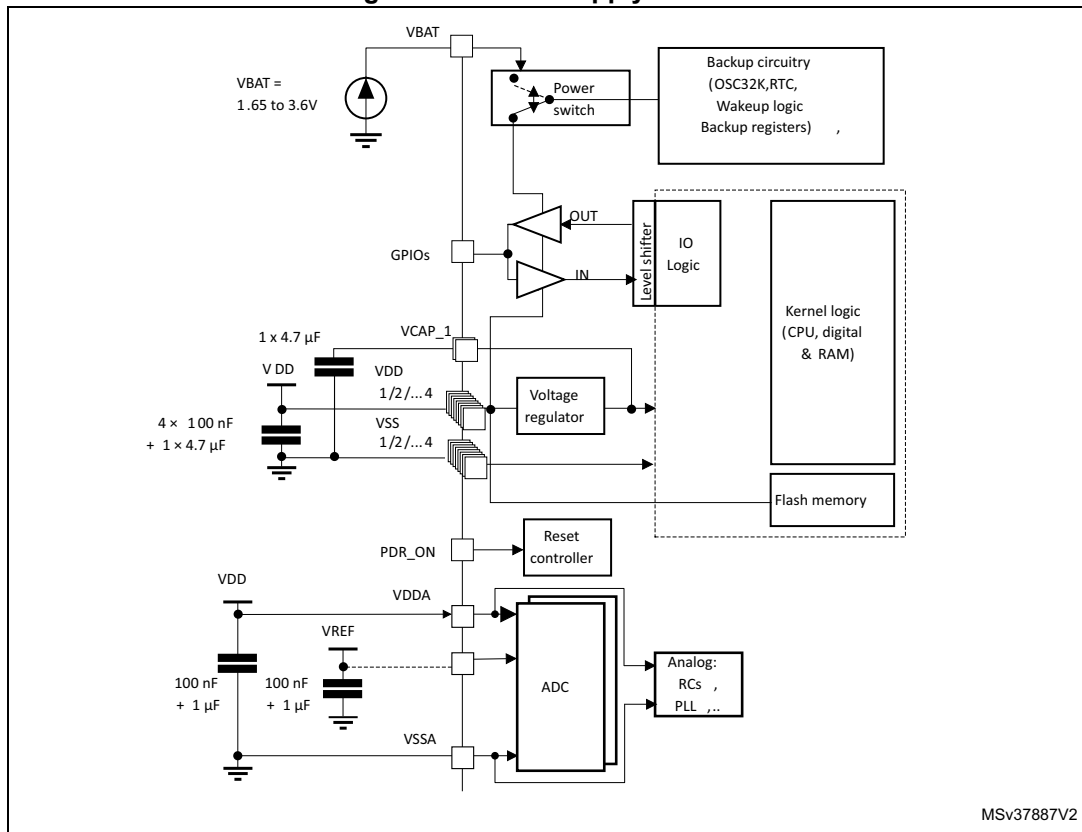 VBAT
VBAT =
1.65 to 3.6V
Power
switch
Backup circuitry
(OSC32K,RTC,
Wakeup logic
Backup registers) ,
OUT
GPIOs
IN
Level shifter
IO
Logic
Kernel logic
(CPU, digital
& RAM)
VCAP_1
1 x 4.7 μF
V DD
VDD
1/2/... 4
Voltage
regulator
4 × 100 nF
+ 1 × 4.7 μF
VSS
1/2/... 4
Flash memory
PDR_ON
Reset
controller
VDD
VDDA
VREF
100 nF
+ 1 μF
100 nF
+ 1 μF
ADC
Analog:
RCs ,
PLL ,..
VSSA
MSv37887V2